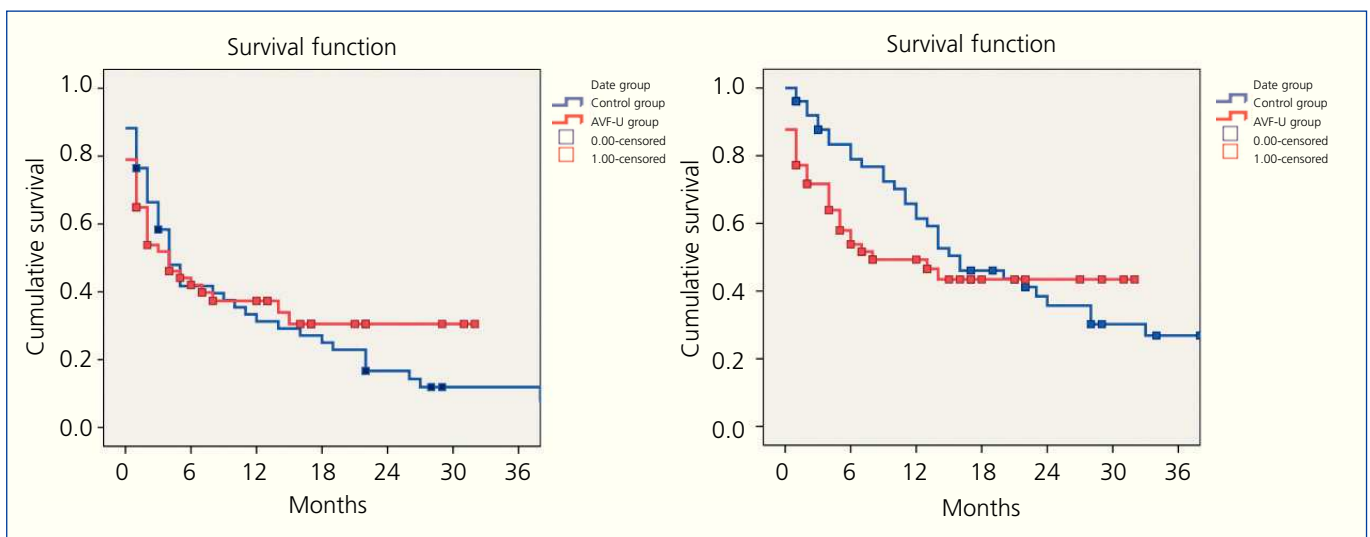 Survival function
1.0
0.8
0.6
0.4
0.2
0.0
Cumulative survival
0 6 12 18 24 30 36
Months
Date group
Control group
AVF-U group
0.00-censored
1.00-censored
Survival function
1.0
0.8
0.6
0.4
0.2
0.0
Cumulative survival
0 6 12 18 24 30 36
Months
Date group
Control group
AVF-U group
0.00-censored
1.00-censored